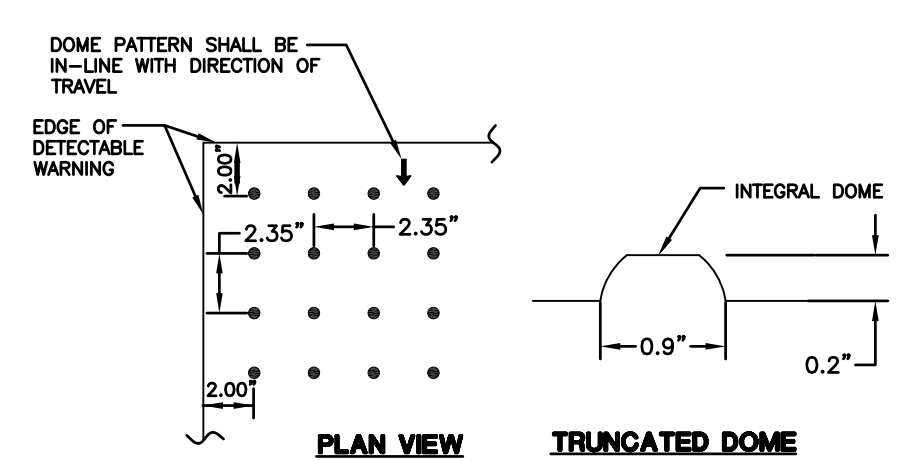 DOME PATTERN SHALL BE
IN-LINE WITH DIRECTION OF
TRAVEL
EDGE OF
DETECTABLE
WARNING
2.00"
2.35"
2.35"
2.00"
INTEGRAL DOME
0.9"
0.2"
PLAN VIEW
TRUNCATED DOME